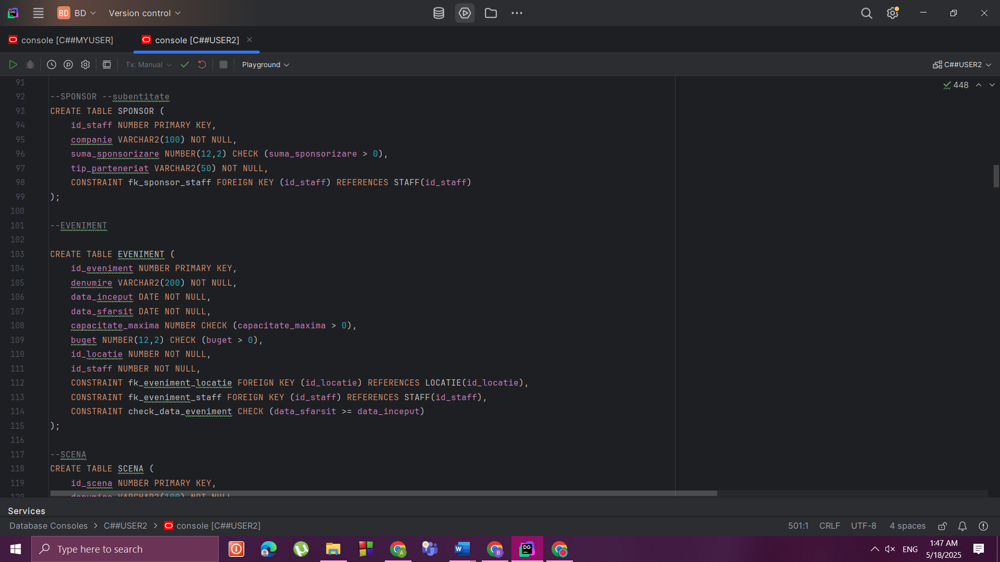 BD BD Version control
console [C##MYUSER] console [C##USER2]
Tx: Manual Playground C##USER2
448
91
92 --SPONSOR --subentitate
93 CREATE TABLE SPONSOR (
94 id_staff NUMBER PRIMARY KEY,
95 companie VARCHAR2(100) NOT NULL,
96 suma_sponsorizare NUMBER(12,2) CHECK (suma_sponsorizare > 0),
97 tip_parteneriat VARCHAR2(50) NOT NULL,
98 CONSTRAINT fk_sponsor_staff FOREIGN KEY (id_staff) REFERENCES STAFF(id_staff)
99 );
100
101 --EVENIMENT
102
103 CREATE TABLE EVENIMENT (
104 id_eveniment NUMBER PRIMARY KEY,
105 denumire VARCHAR2(200) NOT NULL,
106 data_inceput DATE NOT NULL,
107 data_sfarsit DATE NOT NULL,
108 capacitate_maxima NUMBER CHECK (capacitate_maxima > 0),
109 buget NUMBER(12,2) CHECK (buget > 0),
110 id_locatie NUMBER NOT NULL,
111 id_staff NUMBER NOT NULL,
112 CONSTRAINT fk_eveniment_locatie FOREIGN KEY (id_locatie) REFERENCES LOCATIE(id_locatie),
113 CONSTRAINT fk_eveniment_staff FOREIGN KEY (id_staff) REFERENCES STAFF(id_staff),
114 CONSTRAINT check_data_eveniment CHECK (data_sfarsit >= data_inceput)
115 );
116
117 --SCENA
118 CREATE TABLE SCENA (
119 id_scena NUMBER PRIMARY KEY,
120 denumire VARCHAR2(100) NOT NULL
Services
Database Consoles > C##USER2 > console [C##USER2] 501:1 CRLF UTF-8 4 spaces
Type here to search ENG 1:47 AM
5/18/2025